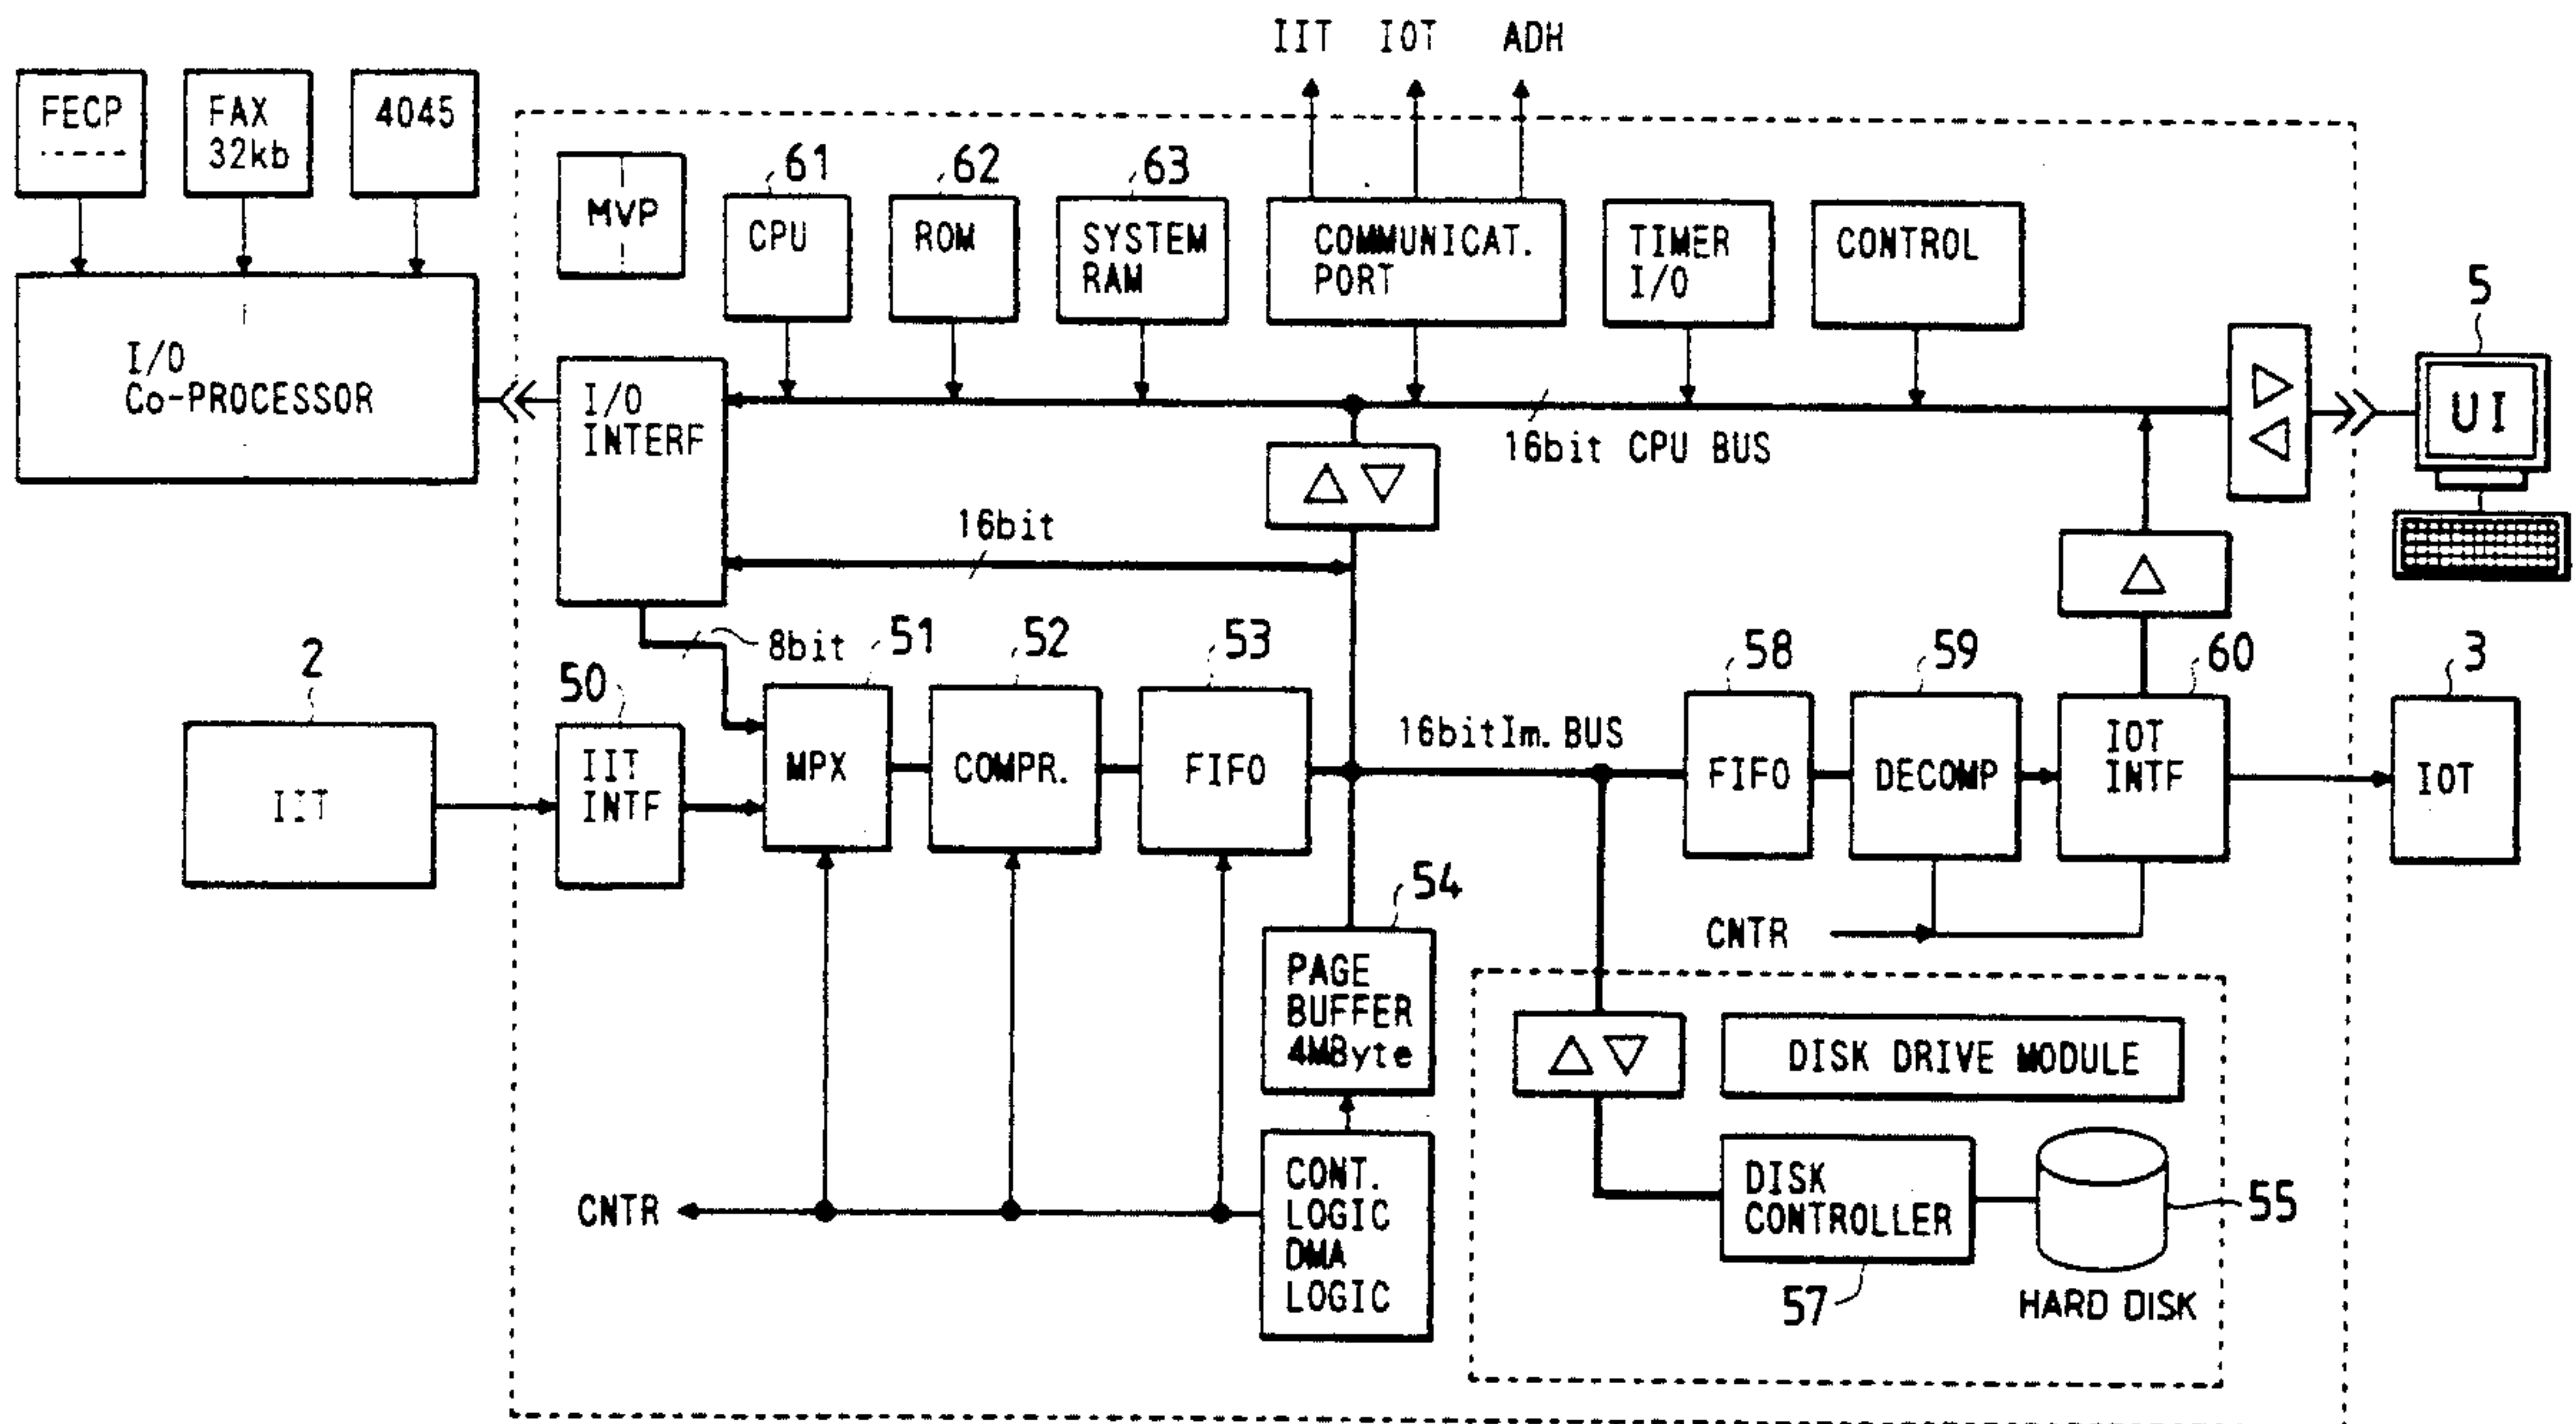 IIT IOT ADH
FECP
FAX
32kb
4045
MVP
61
CPU
62
ROM
63
SYSTEM
RAM
COMMUNICAT.
PORT
TIMER
I/O
CONTROL
5
UI
I/O
Co-PROCESSOR
I/O
INTERF
16bit CPU BUS
16bit
8bit
2
IIT
50
IIT
INTF
51
MPX
52
COMPR.
53
FIFO
16bitIm. BUS
58
FIFO
59
DECOMP
60
IOT
INTF
3
IOT
54
PAGE
BUFFER
4MByte
CNTR
DISK DRIVE MODULE
CNTR
CONT.
LOGIC
DMA
LOGIC
DISK
CONTROLLER
57
55
HARD DISK